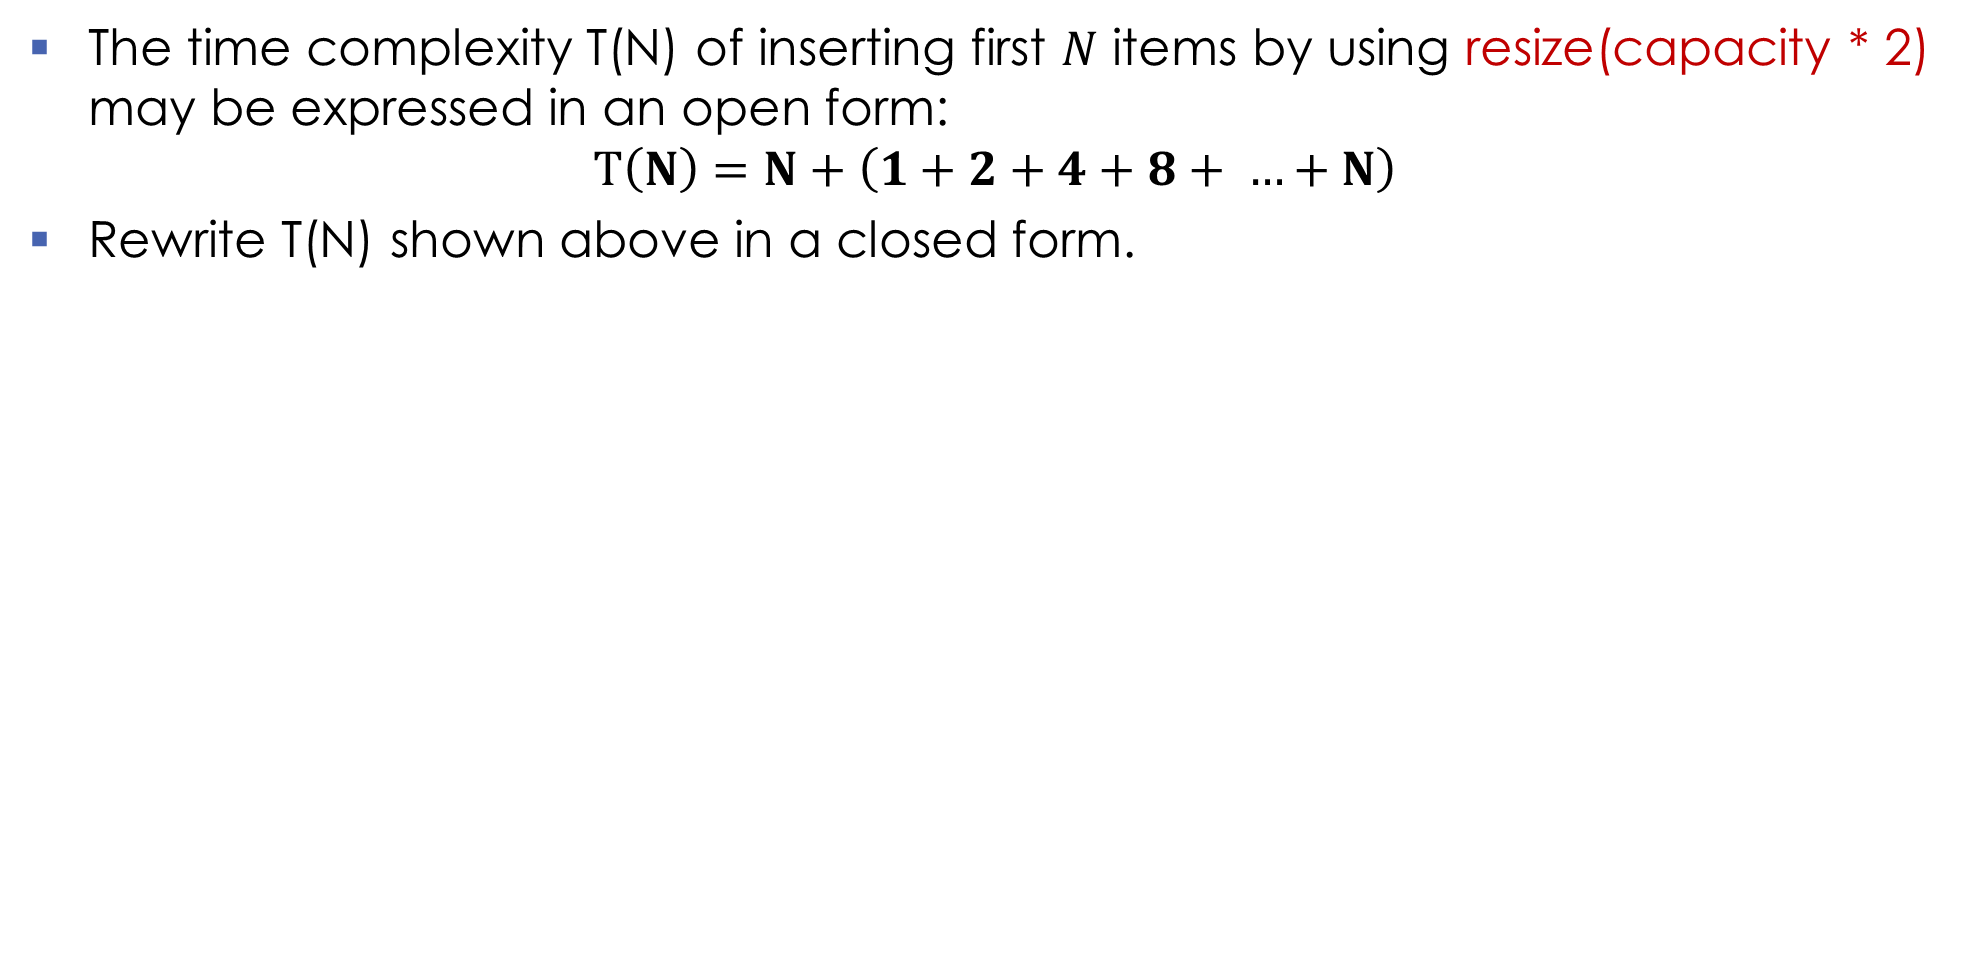 ▪ The time complexity T(N) of inserting first N items by using resize(capacity * 2)
may be expressed in an open form:
T(N) = N + (1 + 2 + 4 + 8 + … + N)
▪ Rewrite T(N) shown above in a closed form.